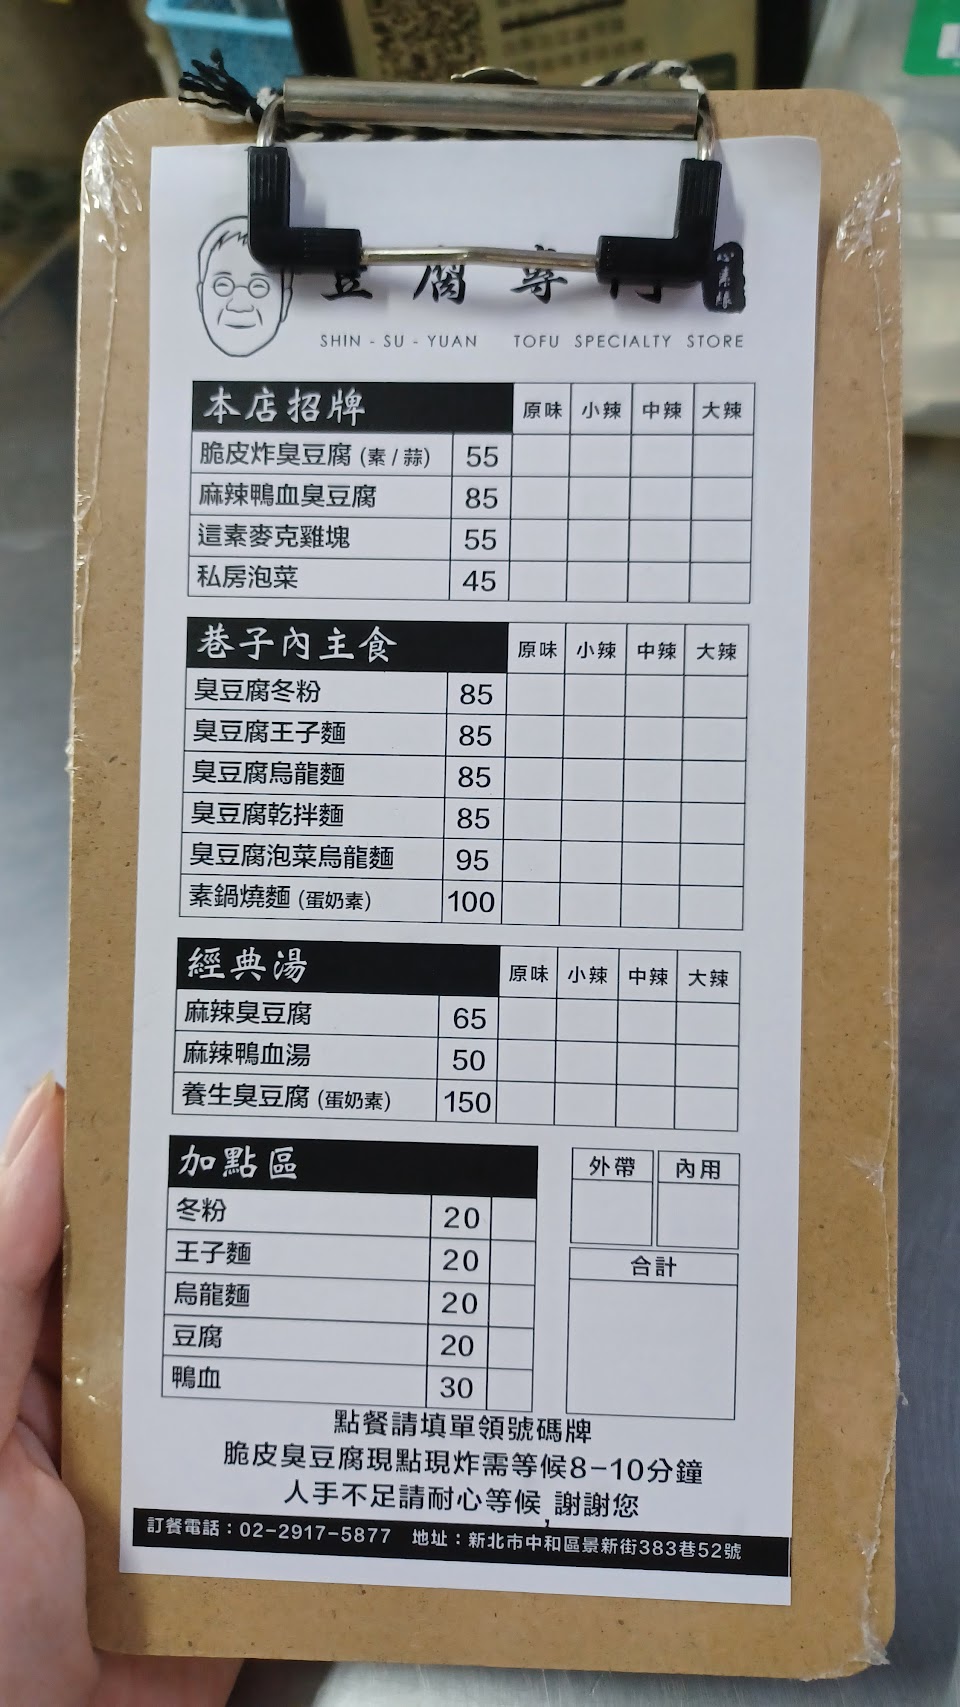 豆腐專門
心素緣
SHIN - SU - YUAN TOFU SPECIALTY STORE
本店招牌 原味 小辣 中辣 大辣
脆皮炸臭豆腐 (素 / 蒜) 55
麻辣鴨血臭豆腐 85
這素麥克雞塊 55
私房泡菜 45
巷子內主食 原味 小辣 中辣 大辣
臭豆腐冬粉 85
臭豆腐王子麵 85
臭豆腐烏龍麵 85
臭豆腐乾拌麵 85
臭豆腐泡菜烏龍麵 95
素鍋燒麵 (蛋奶素) 100
經典湯 原味 小辣 中辣 大辣
麻辣臭豆腐 65
麻辣鴨血湯 50
養生臭豆腐 (蛋奶素) 150
加點區
冬粉 20
王子麵 20
烏龍麵 20
豆腐 20
鴨血 30
外帶 內用
合計
點餐請填單領號碼牌
脆皮臭豆腐現點現炸需等候8-10分鐘
人手不足請耐心等候,謝謝您
訂餐電話：02-2917-5877 地址：新北市中和區景新街383巷52號